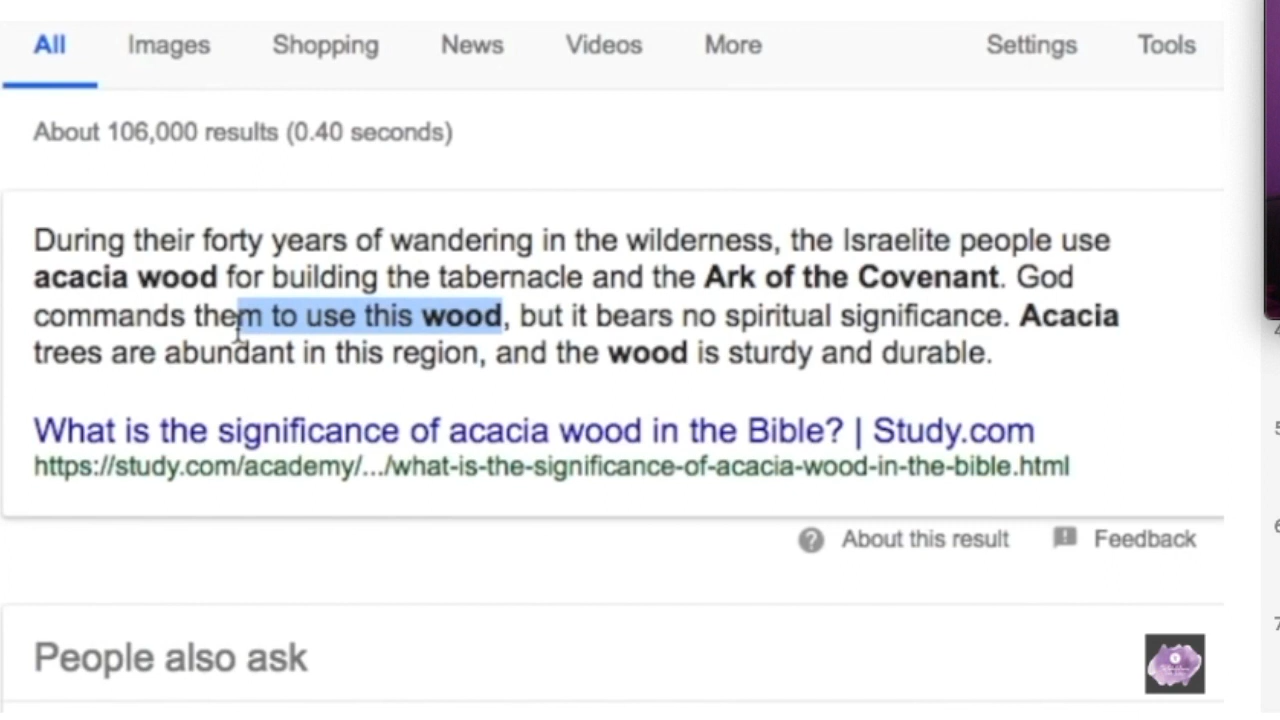 All Images Shopping News Videos More Settings Tools
About 106,000 results (0.40 seconds)
During their forty years of wandering in the wilderness, the Israelite people use
acacia wood for building the tabernacle and the Ark of the Covenant. God
commands them to use this wood, but it bears no spiritual significance. Acacia
trees are abundant in this region, and the wood is sturdy and durable.
What is the significance of acacia wood in the Bible? | Study.com
https://study.com/academy/.../what-is-the-significance-of-acacia-wood-in-the-bible.html
About this result Feedback
People also ask